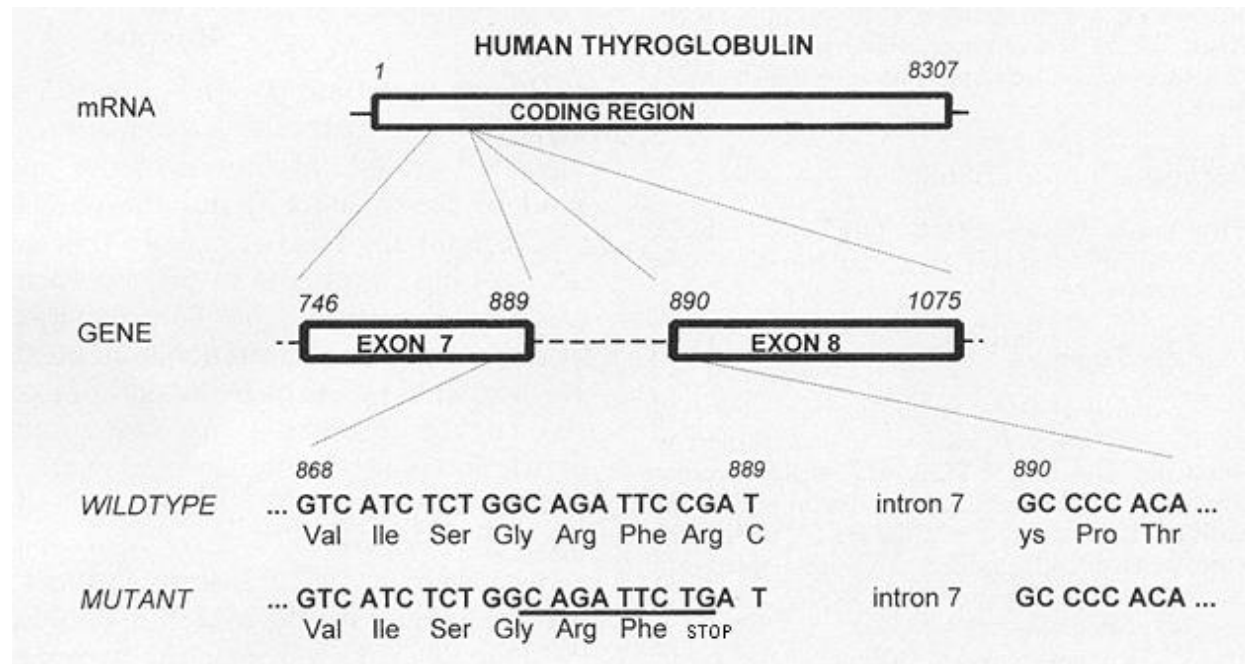 HUMAN THYROGLOBULIN
1 8307
mRNA CODING REGION
746 889 890 1075
GENE EXON 7 EXON 8
868 889 890
WILDTYPE ... GTC ATC TCT GGC AGA TTC CGA T intron 7 GC CCC ACA ...
Val Ile Ser Gly Arg Phe Arg C ys Pro Thr
MUTANT ... GTC ATC TCT GGC AGA TTC TGA T intron 7 GC CCC ACA ...
Val Ile Ser Gly Arg Phe STOP